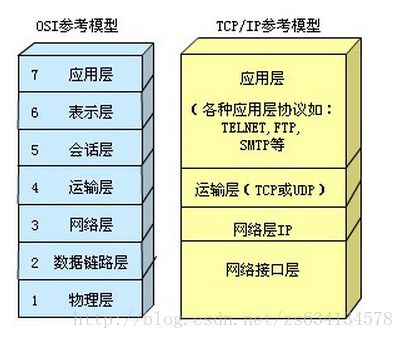 OSI参考模型
TCP/IP参考模型
7 应用层
6 表示层
5 会话层
4 运输层
3 网络层
2 数据链路层
1 物理层
应用层
(各种应用层协议如:
TELNET,FTP,
SMTP等
运输层(TCP或UDP)
网络层IP
网络接口层
http://blog.csdn.net/zs634134578